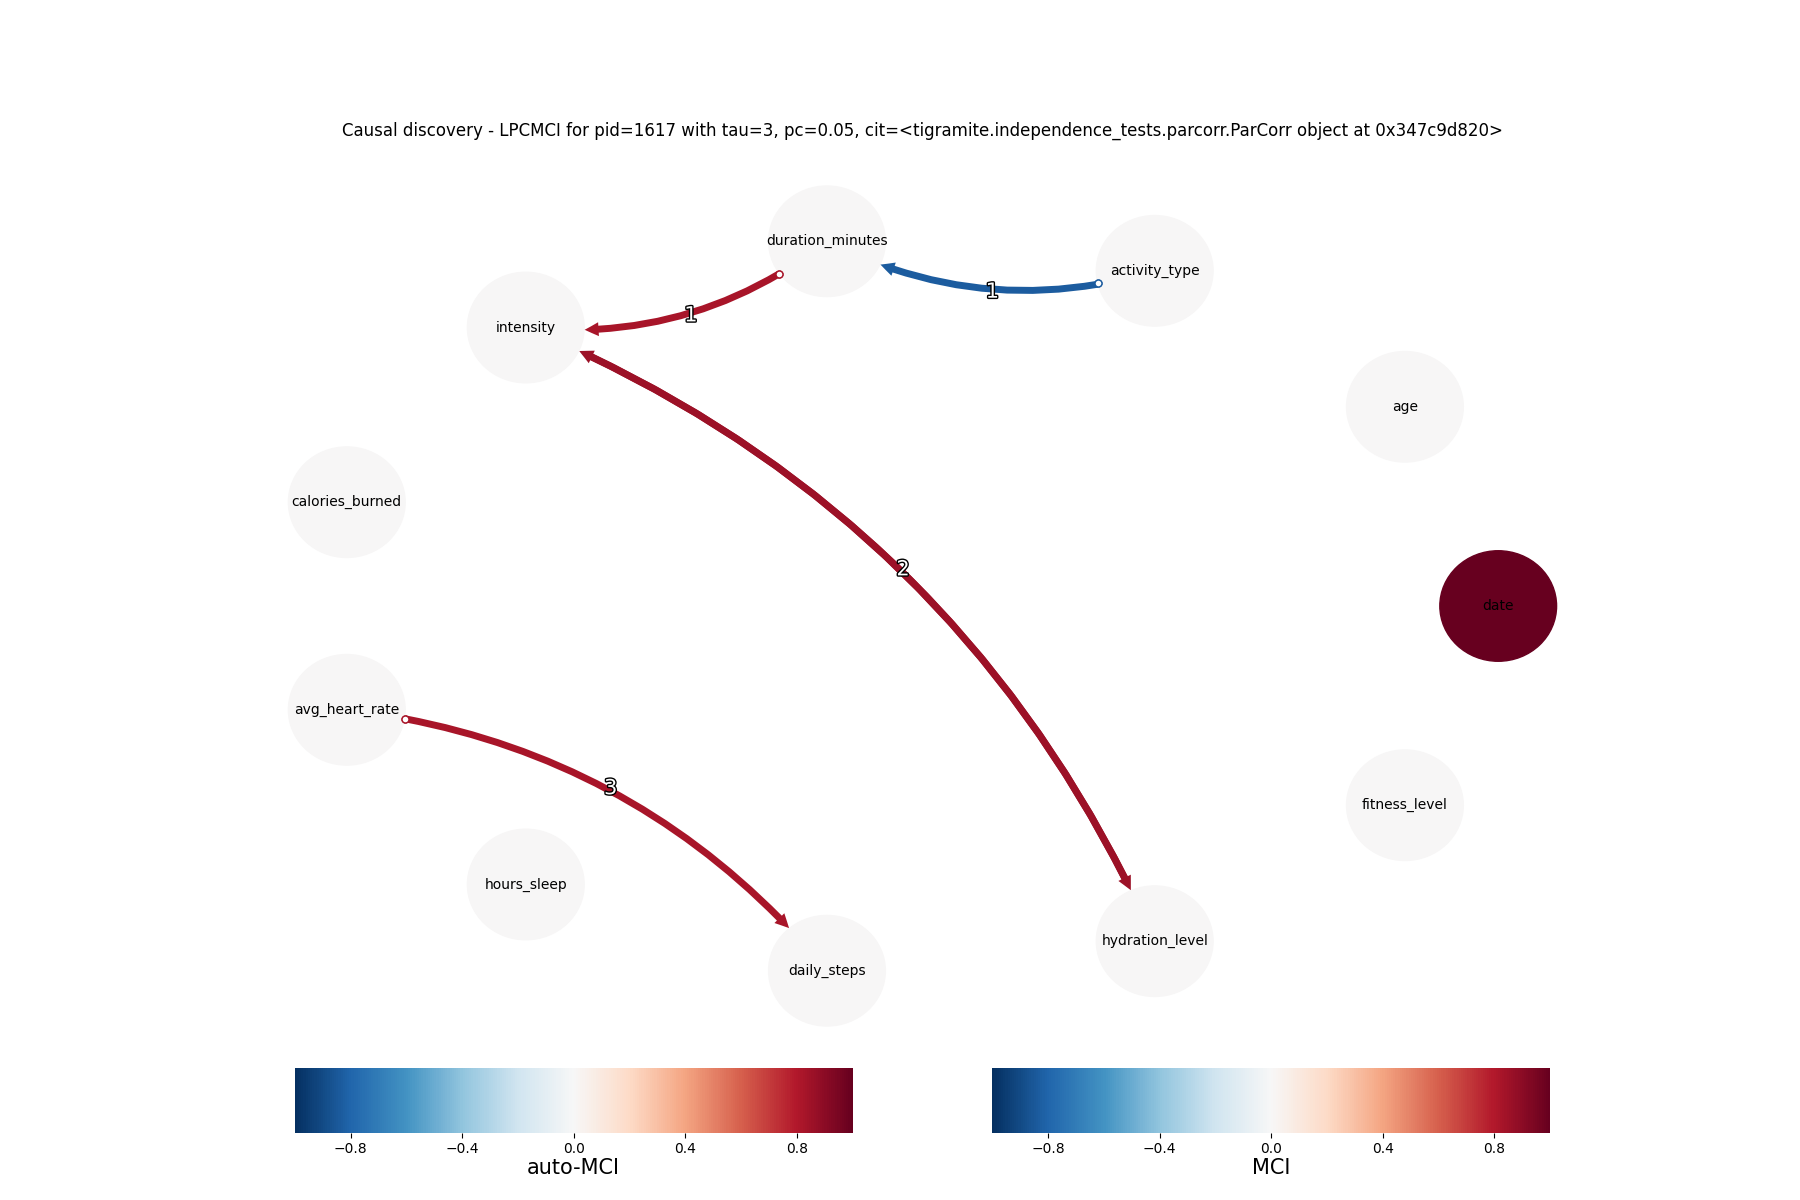 Causal discovery - LPCMCI for pid=1617 with tau=3, pc=0.05, cit=<tigramite.independence_tests.parcorr.ParCorr object at 0x347c9d820>
duration_minutes
activity_type
1
1
intensity
age
calories_burned
2
date
avg_heart_rate
3
fitness_level
hours_sleep
hydration_level
daily_steps
−0.8 −0.4 0.0 0.4 0.8
auto-MCI
−0.8 −0.4 0.0 0.4 0.8
MCI